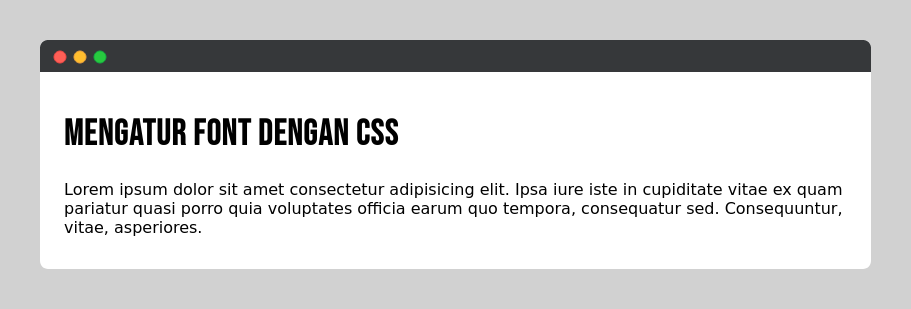 MENGATUR FONT DENGAN CSS
Lorem ipsum dolor sit amet consectetur adipisicing elit. Ipsa iure iste in cupiditate vitae ex quam
pariatur quasi porro quia voluptates officia earum quo tempora, consequatur sed. Consequuntur,
vitae, asperiores.